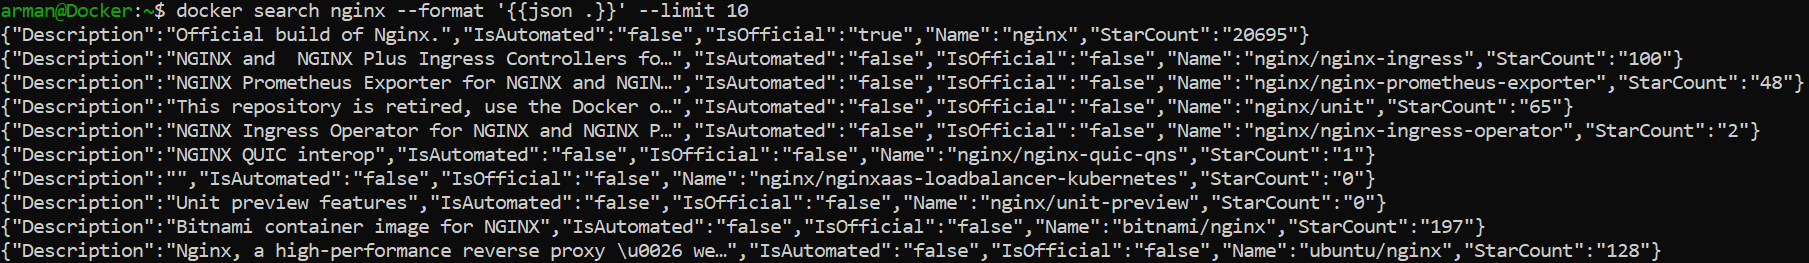 arman@Docker:~$ docker search nginx --format '{{json .}}' --limit 10
{"Description":"Official build of Nginx.","IsAutomated":"false","IsOfficial":"true","Name":"nginx","StarCount":"20695"}
{"Description":"NGINX and  NGINX Plus Ingress Controllers fo…","IsAutomated":"false","IsOfficial":"false","Name":"nginx/nginx-ingress","StarCount":"100"}
{"Description":"NGINX Prometheus Exporter for NGINX and NGIN…","IsAutomated":"false","IsOfficial":"false","Name":"nginx/nginx-prometheus-exporter","StarCount":"48"}
{"Description":"This repository is retired, use the Docker o…","IsAutomated":"false","IsOfficial":"false","Name":"nginx/unit","StarCount":"65"}
{"Description":"NGINX Ingress Operator for NGINX and NGINX P…","IsAutomated":"false","IsOfficial":"false","Name":"nginx/nginx-ingress-operator","StarCount":"2"}
{"Description":"NGINX QUIC interop","IsAutomated":"false","IsOfficial":"false","Name":"nginx/nginx-quic-qns","StarCount":"1"}
{"Description":"","IsAutomated":"false","IsOfficial":"false","Name":"nginx/nginxaas-loadbalancer-kubernetes","StarCount":"0"}
{"Description":"Unit preview features","IsAutomated":"false","IsOfficial":"false","Name":"nginx/unit-preview","StarCount":"0"}
{"Description":"Bitnami container image for NGINX","IsAutomated":"false","IsOfficial":"false","Name":"bitnami/nginx","StarCount":"197"}
{"Description":"Nginx, a high-performance reverse proxy \u0026 we…","IsAutomated":"false","IsOfficial":"false","Name":"ubuntu/nginx","StarCount":"128"}